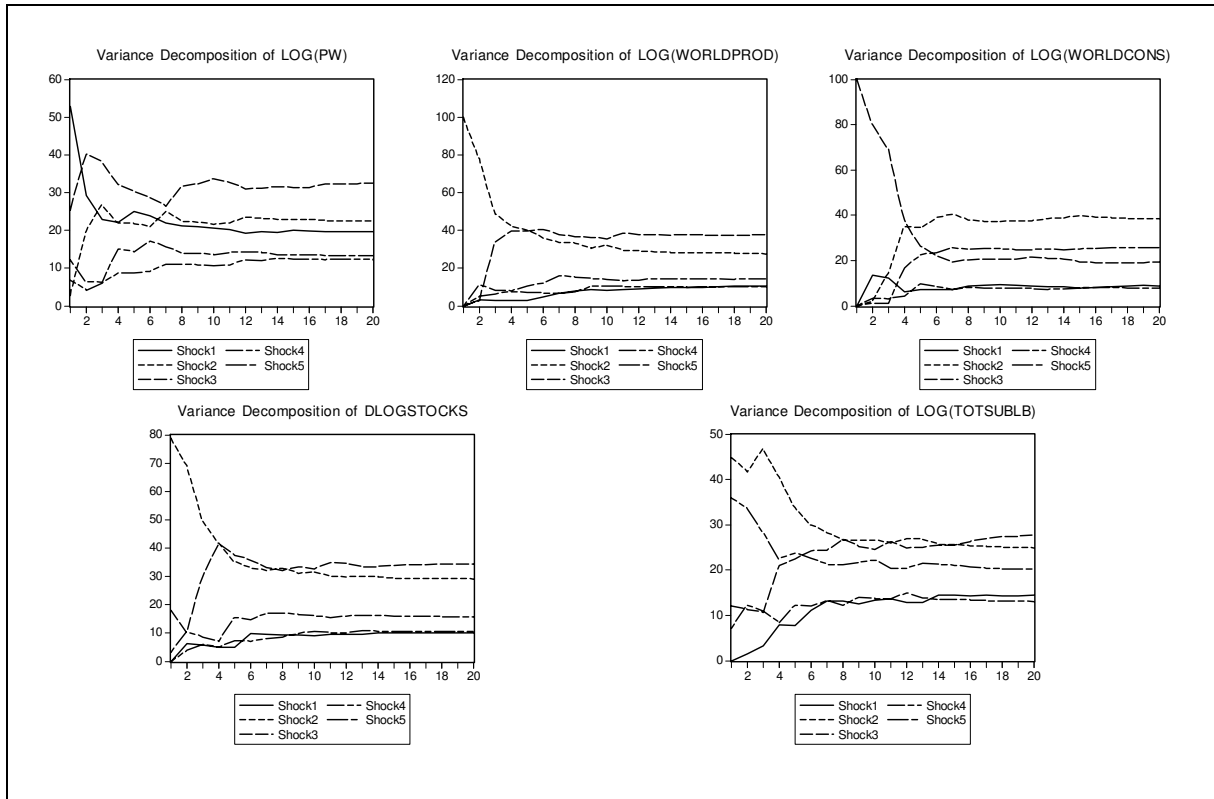 Variance Decomposition of LOG(PW)
60
50
40
30
20
10
0
2 4 6 8 10 12 14 16 18 20
Shock1 Shock4
Shock2 Shock5
Shock3
Variance Decomposition of LOG(WORLDPROD)
120
100
80
60
40
20
0
2 4 6 8 10 12 14 16 18 20
Shock1 Shock4
Shock2 Shock5
Shock3
Variance Decomposition of LOG(WORLDCONS)
100
80
60
40
20
0
2 4 6 8 10 12 14 16 18 20
Shock1 Shock4
Shock2 Shock5
Shock3
Variance Decomposition of DLOGSTOCKS
80
70
60
50
40
30
20
10
0
2 4 6 8 10 12 14 16 18 20
Shock1 Shock4
Shock2 Shock5
Shock3
Variance Decomposition of LOG(TOTSUBLB)
50
40
30
20
10
0
2 4 6 8 10 12 14 16 18 20
Shock1 Shock4
Shock2 Shock5
Shock3